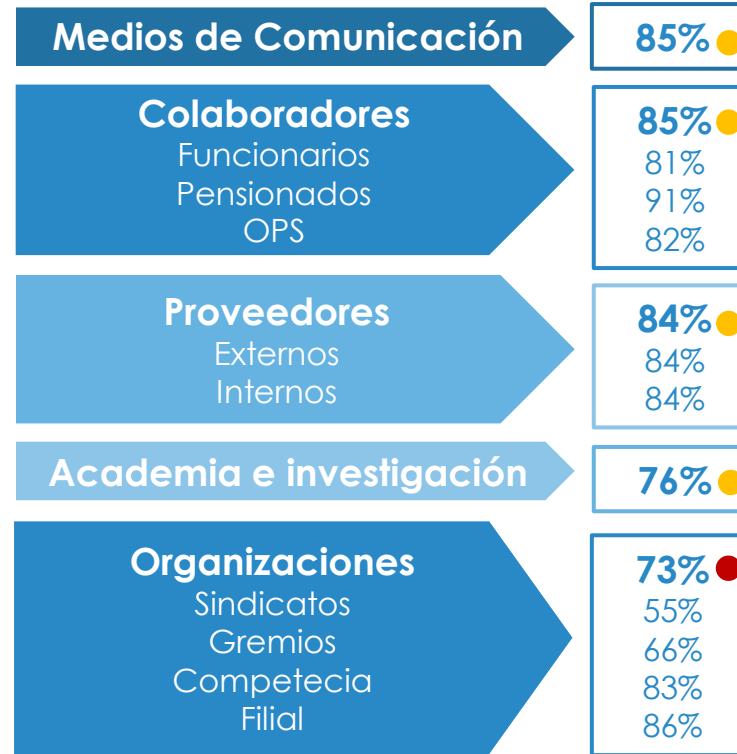 Medios de Comunicación 85%
Colaboradores 85%
Funcionarios 81%
Pensionados 91%
OPS 82%
Proveedores 84%
Externos 84%
Internos 84%
Academia e investigación 76%
Organizaciones 73%
Sindicatos 55%
Gremios 66%
Competecia 83%
Filial 86%